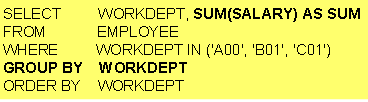 SELECT WORKDEPT, SUM(SALARY) AS SUM
FROM EMPLOYEE
WHERE WORKDEPT IN ('A00', 'B01', 'C01')
GROUP BY WORKDEPT
ORDER BY WORKDEPT